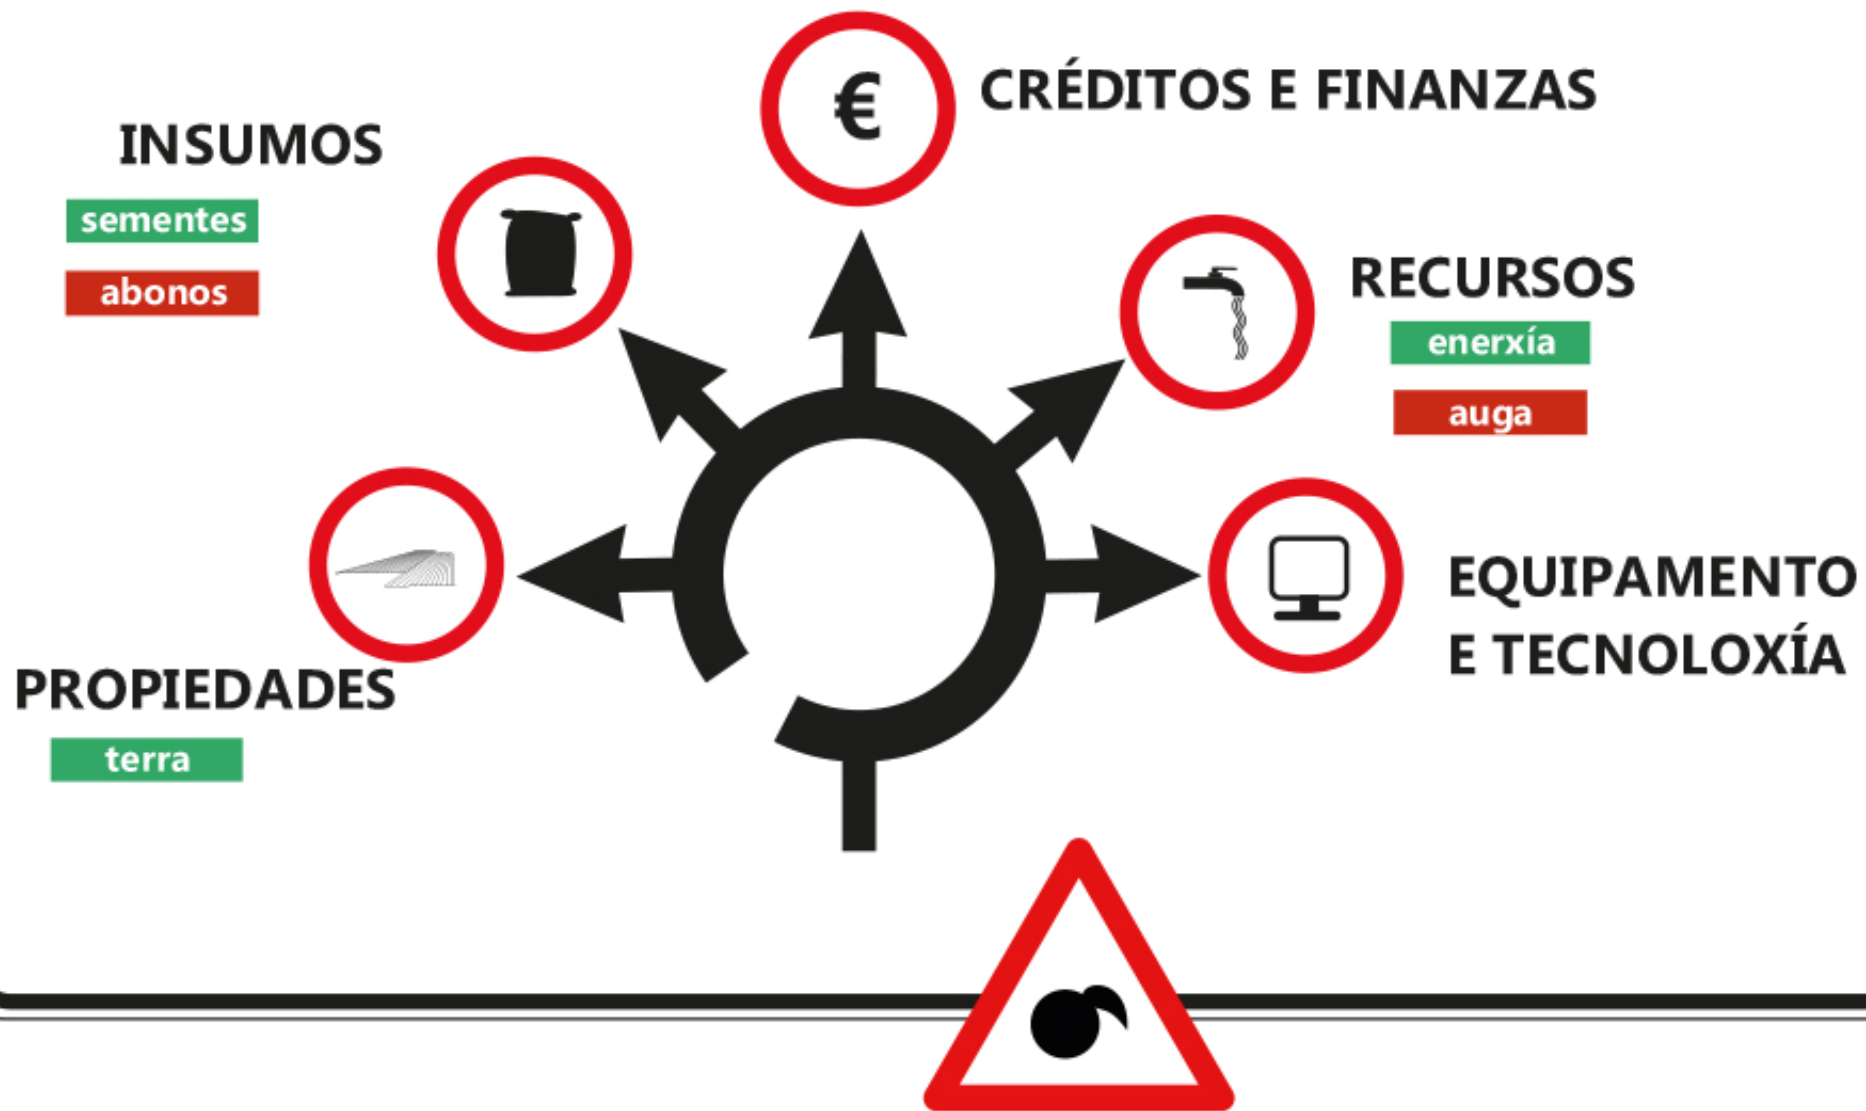 €
CRÉDITOS E FINANZAS
INSUMOS
sementes
abonos
RECURSOS
enerxía
auga
EQUIPAMENTO
E TECNOLOXÍA
PROPIEDADES
terra